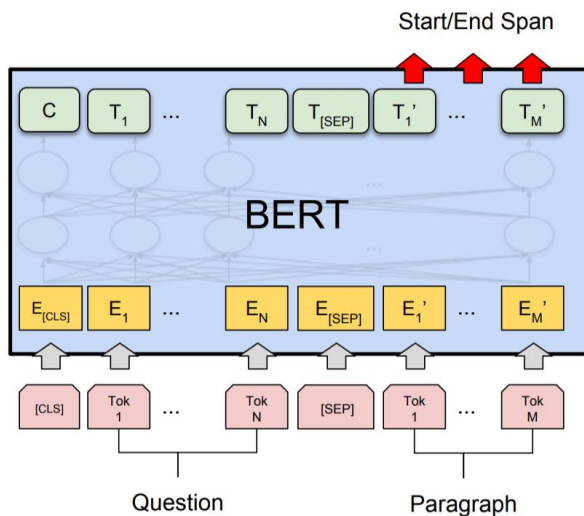 Start/End Span
C T1 ... TN T[SEP] T1' ... TM'
...
BERT
...
E[CLS] E1 ... EN E[SEP] E1' ... EM'
[CLS] Tok 1 ... Tok N [SEP] Tok 1 ... Tok M
Question Paragraph